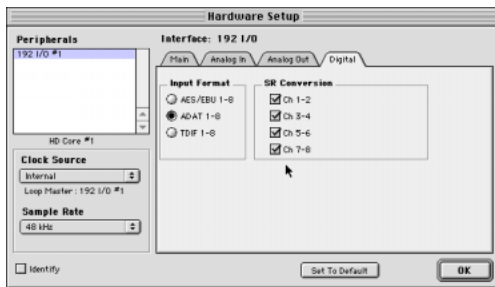 Hardware Setup
Peripherals
192 I/O #1
HD Core #1
Clock Source
Internal
Loop Master : 192 I/O #1
Sample Rate
48 kHz
Identify
Interface: 192 I/O
Main
Analog In
Analog Out
Digital
Input Format
AES/EBU 1-8
ADAT 1-8
TDIF 1-8
SR Conversion
Ch 1-2
Ch 3-4
Ch 5-6
Ch 7-8
Set To Default
OK